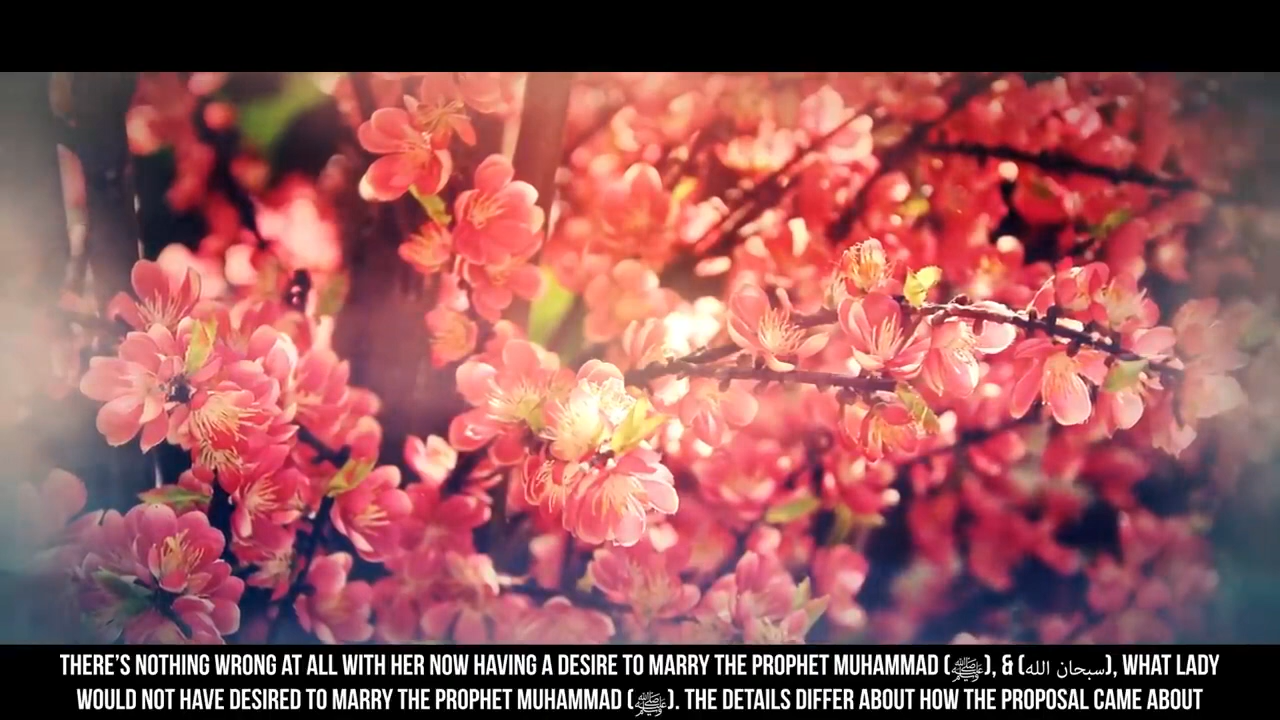 THERE'S NOTHING WRONG AT ALL WITH HER NOW HAVING A DESIRE TO MARRY THE PROPHET MUHAMMAD (ﷺ), & (سبحان الله), WHAT LADY
WOULD NOT HAVE DESIRED TO MARRY THE PROPHET MUHAMMAD (ﷺ). THE DETAILS DIFFER ABOUT HOW THE PROPOSAL CAME ABOUT